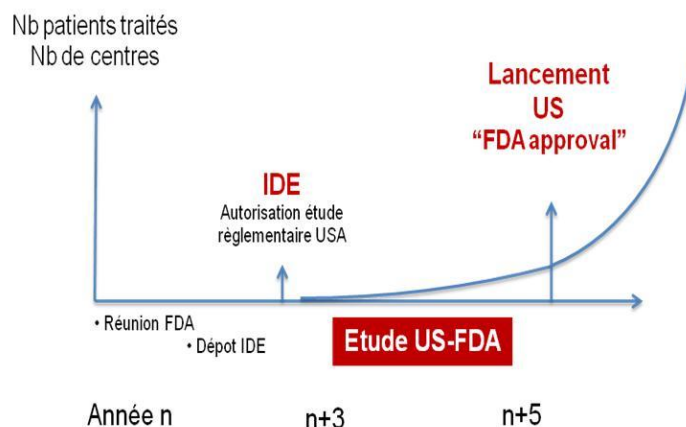 Nb patients traités
Nb de centres
Lancement
US
“FDA approval”
IDE
Autorisation étude
règlementaire USA
• Réunion FDA
• Dépot IDE
Etude US-FDA
Année n
n+3
n+5